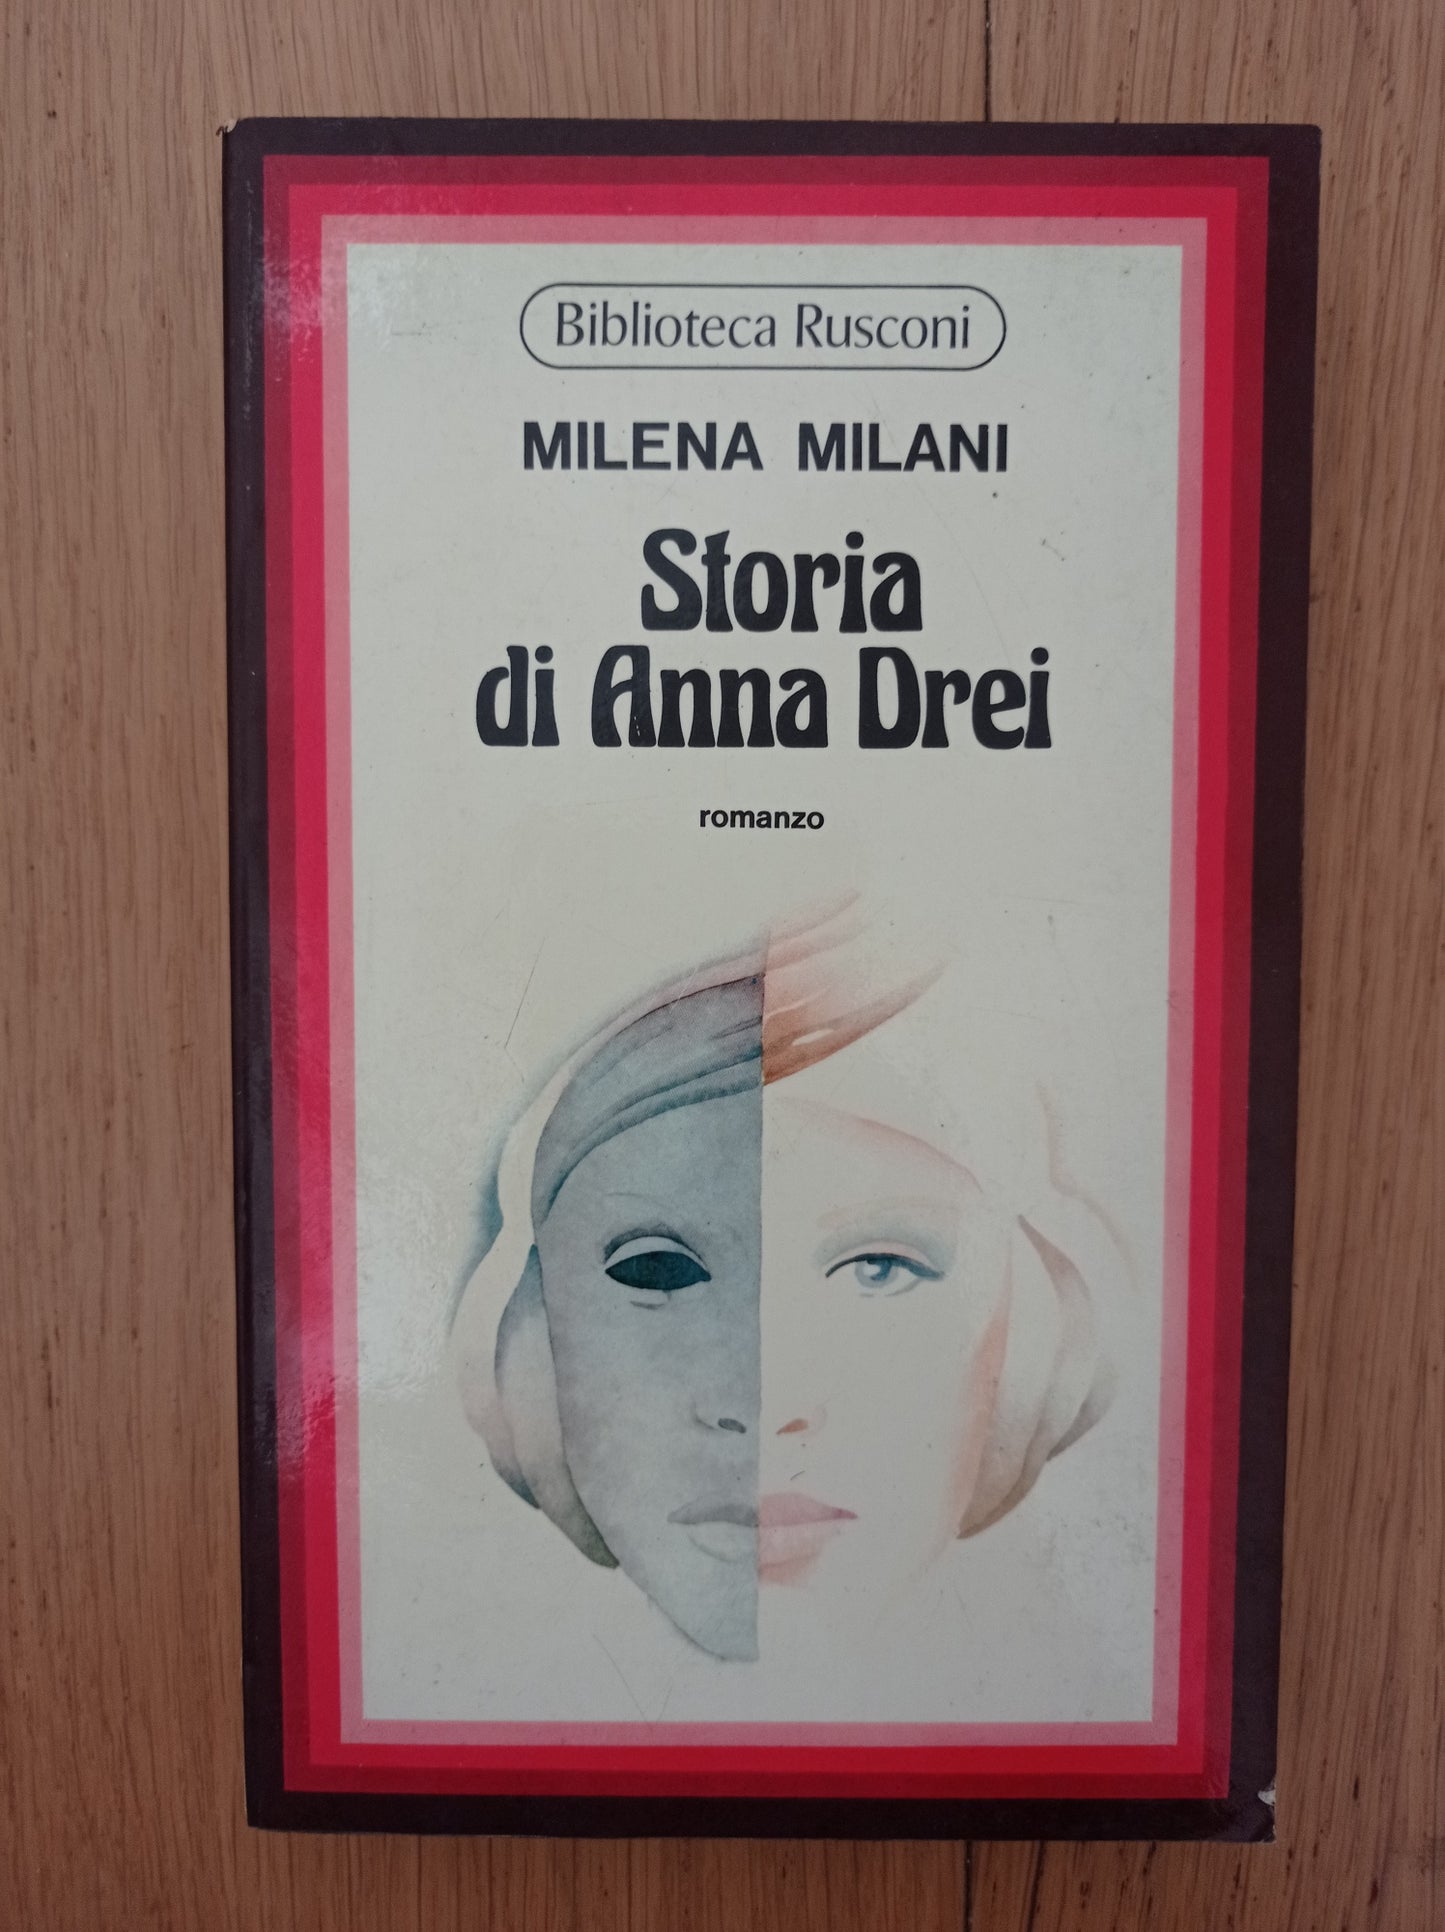 Biblioteca Rusconi
MILENA MILANI
Storia
di Anna Drei
romanzo